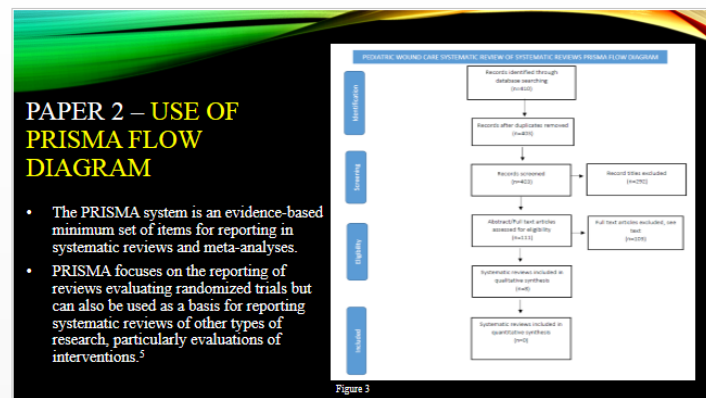 PAPER 2 – USE OF
PRISMA FLOW
DIAGRAM
• The PRISMA system is an evidence-based
minimum set of items for reporting in
systematic reviews and meta-analyses.
• PRISMA focuses on the reporting of
reviews evaluating randomized trials but
can also be used as a basis for reporting
systematic reviews of other types of
research, particularly evaluations of
interventions.5
PEDIATRIC WOUND CARE SYSTEMATIC REVIEW OF SYSTEMATIC REVIEWS PRISMA FLOW DIAGRAM
Identification
Records identified through
database searching
Records after duplicates removed
Screening
Records screened
Record titles excluded
Eligibility
Abstract/Full text articles
assessed for eligibility
(n=111)
Full text articles excluded, see
text
Systematic reviews included in
qualitative synthesis
Included
Systematic reviews included in
quantitative synthesis
(n=0)
Figure 3